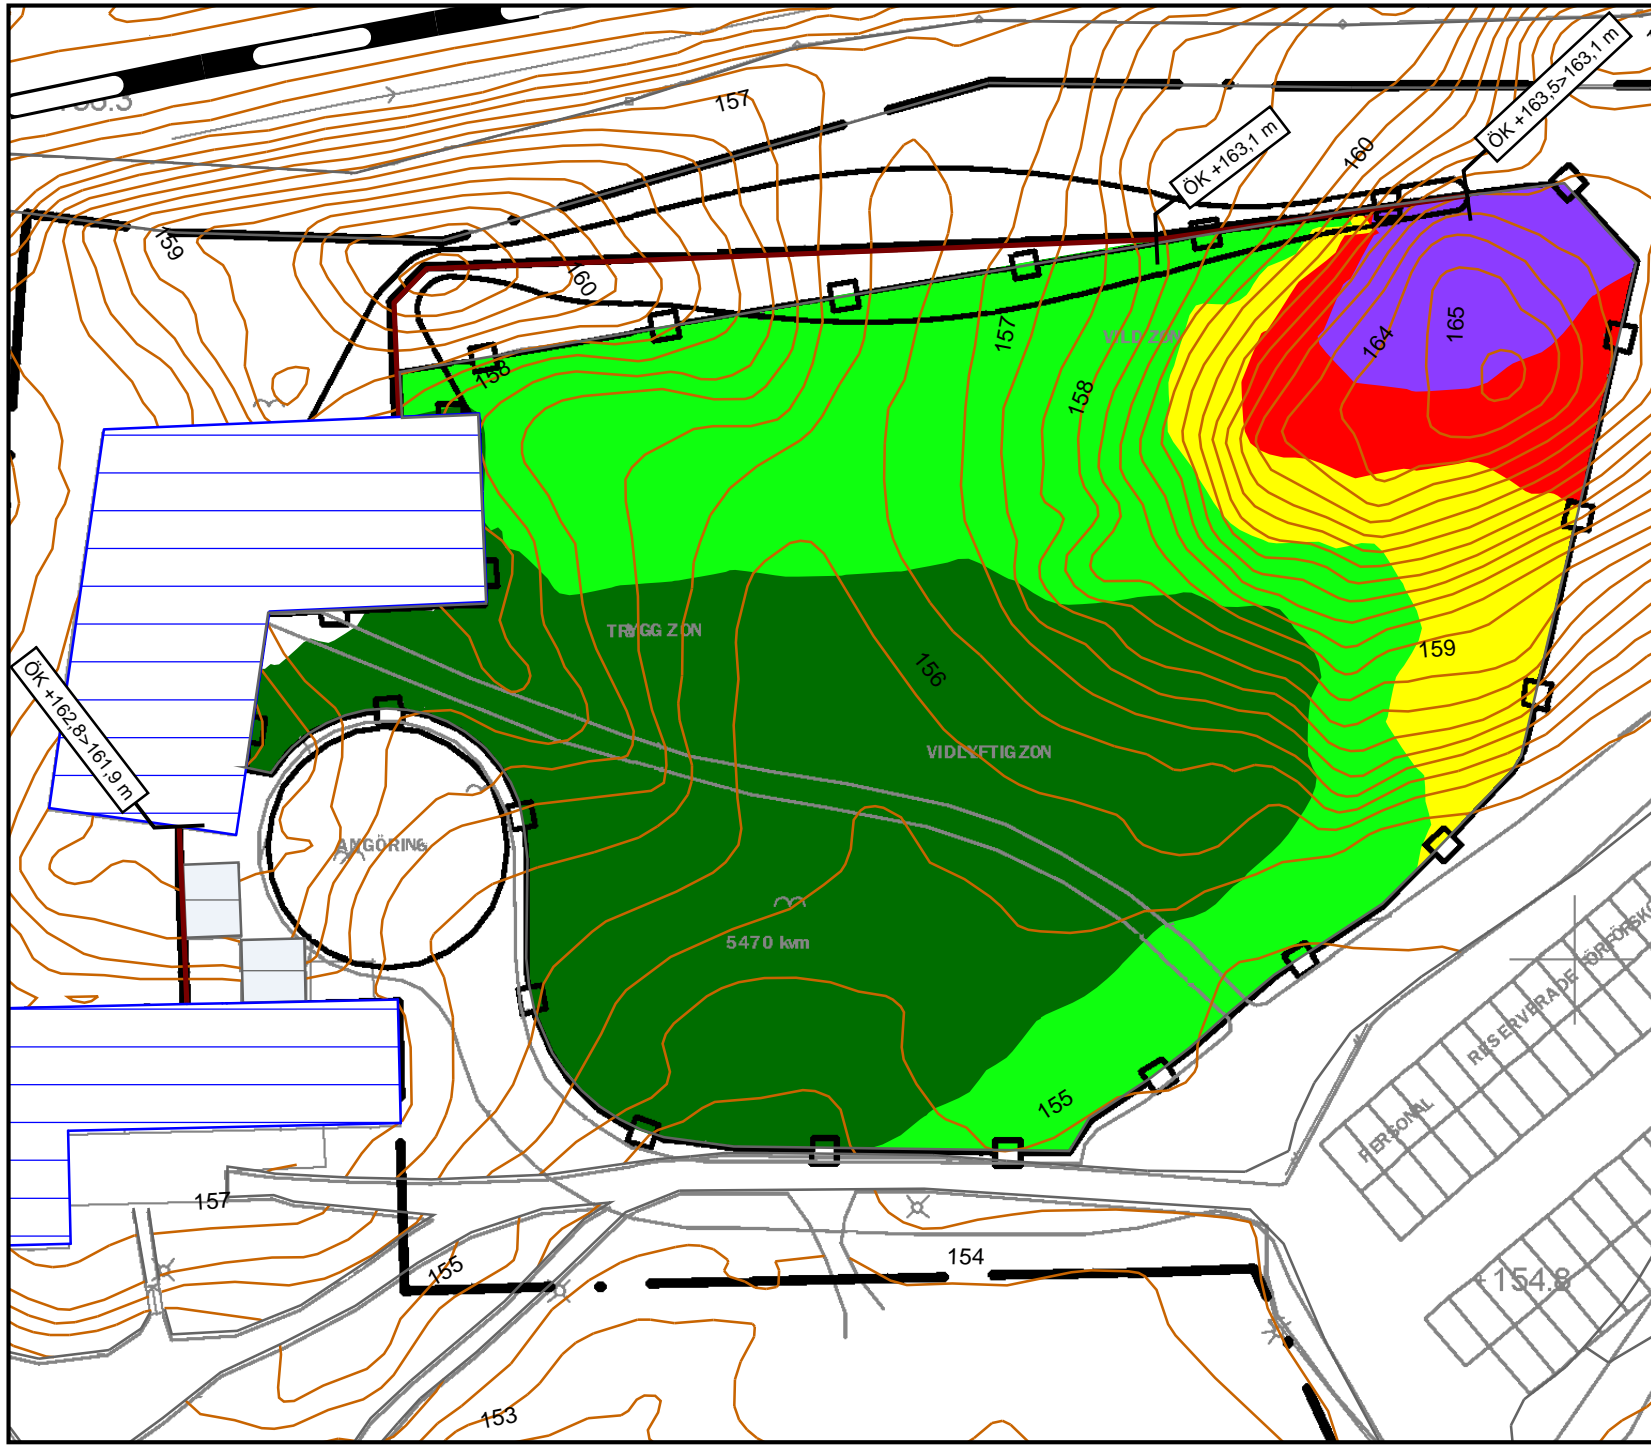 157
ÖK +163,5>163,1 m
ÖK +163,1 m
160
159
160
157
VILD ZON
164
165
158
158
TRYGG ZON
159
156
ÖK +162,8>161,9 m
VIDLYFTIG ZON
ANGÖRING
5470 kvm
RESERVERADE
155
PERSONAL
157
155
154
154.8
153